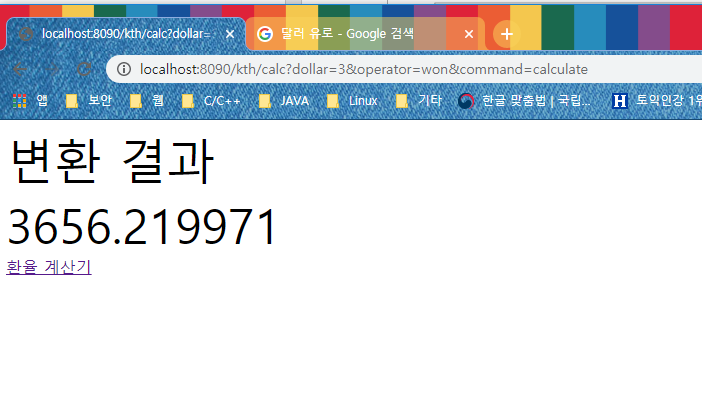 localhost:8090/kth/calc?dollar=
달러 유로 - Google 검색
localhost:8090/kth/calc?dollar=3&operator=won&command=calculate
앱 보안 웹 C/C++ JAVA Linux 기타 한글 맞춤법 | 국립... 토익인강 1위
변환 결과
3656.219971
환율 계산기